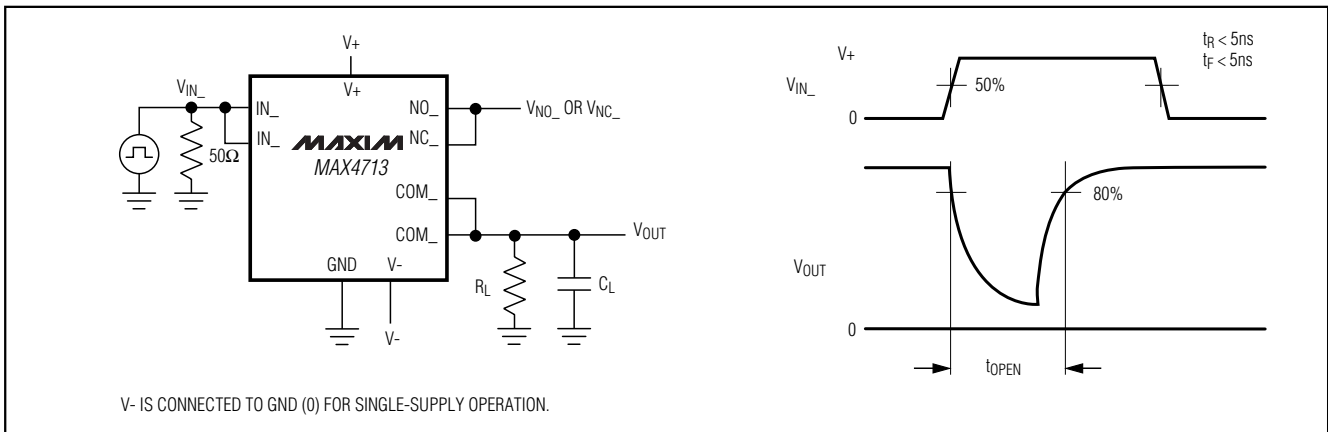 V+
V+
VIN_
IN_
IN_
50Ω
MAXIM
MAX4713
NO_
NC_
VNO_ OR VNC_
COM_
COM_
VOUT
GND V-
RL
CL
V-
V- IS CONNECTED TO GND (0) FOR SINGLE-SUPPLY OPERATION.
tR < 5ns
tF < 5ns
V+
VIN_
50%
0
80%
VOUT
0
tOPEN